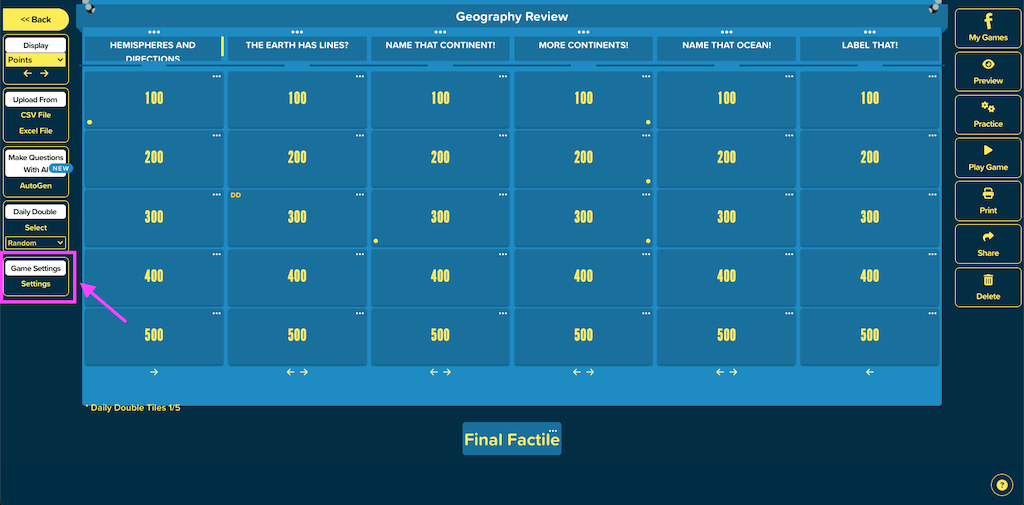 << Back
Geography Review
Display
Points
Upload From
CSV File
Excel File
Make Questions
With AI
NEW
AutoGen
Daily Double
Select
Random
Game Settings
Settings
HEMISPHERES AND
DIRECTIONS
THE EARTH HAS LINES?
NAME THAT CONTINENT!
MORE CONTINENTS!
NAME THAT OCEAN!
LABEL THAT!
100 100 100 100 100 100
200 200 200 200 200 200
DD
300 300 300 300 300 300
400 400 400 400 400 400
500 500 500 500 500 500
* Daily Double Tiles 1/5
Final Factile
My Games
Preview
Practice
Play Game
Print
Share
Delete
?